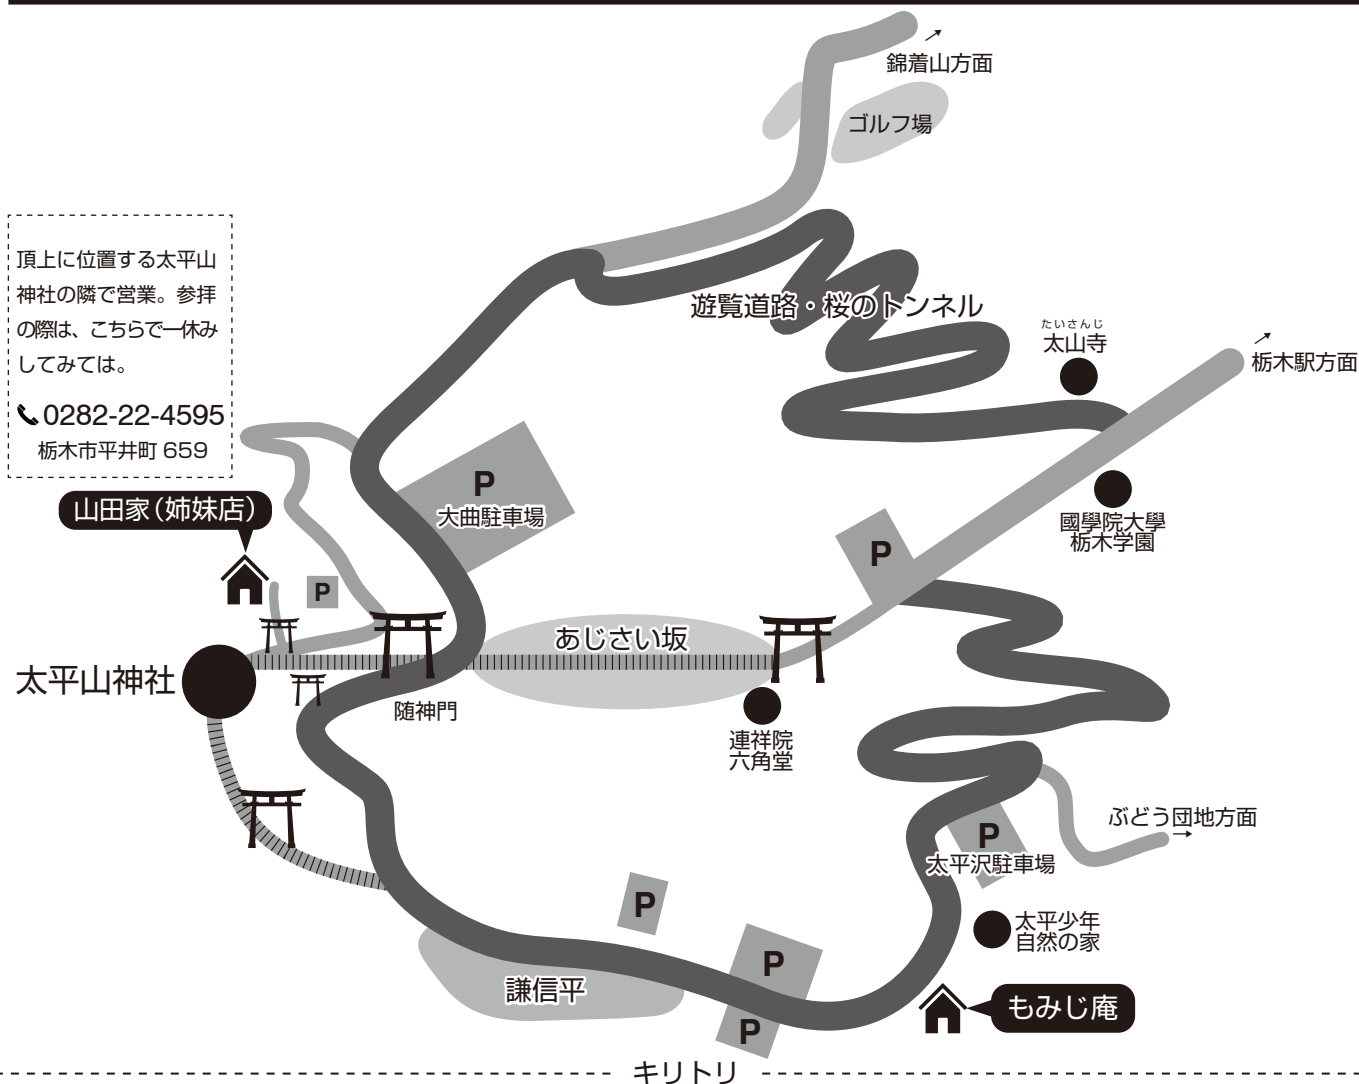 錦着山方面
ゴルフ場
頂上に位置する太平山
神社の隣で営業。参拝
の際は、こちらで一休み
してみては。
0282-22-4595
栃木市平井町 659
遊覧道路・桜のトンネル
たいさんじ
太山寺
栃木駅方面
P
大曲駐車場
山田家(姉妹店)
國學院大學
栃木学園
P
P
あじさい坂
太平山神社
随神門
連祥院
六角堂
ぶどう団地方面
P
太平沢駐車場
P
太平少年
自然の家
P
謙信平
もみじ庵
P
キリトリ